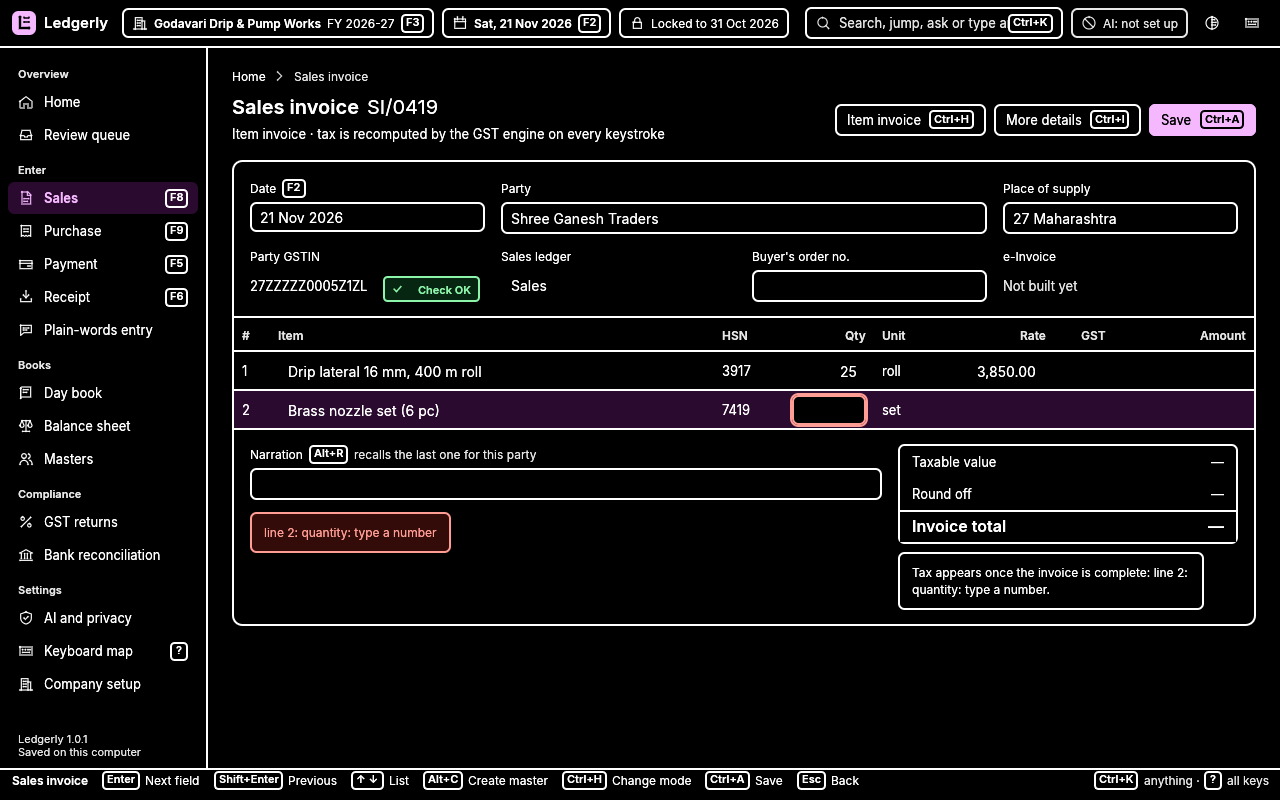 Ledgerly
Godavari Drip & Pump Works FY 2026-27 F3
Sat, 21 Nov 2026 F2
Locked to 31 Oct 2026
Search, jump, ask or type a Ctrl+K
AI: not set up
Overview
Home
Review queue
Enter
Sales F8
Purchase F9
Payment F5
Receipt F6
Plain-words entry
Books
Day book
Balance sheet
Masters
Compliance
GST returns
Bank reconciliation
Settings
AI and privacy
Keyboard map ?
Company setup
Ledgerly 1.0.1
Saved on this computer
Home Sales invoice
Sales invoice SI/0419
Item invoice · tax is recomputed by the GST engine on every keystroke
Item invoice Ctrl+H
More details Ctrl+I
Save Ctrl+A
Date F2 Party Place of supply
21 Nov 2026 Shree Ganesh Traders 27 Maharashtra
Party GSTIN Sales ledger Buyer's order no. e-Invoice
27ZZZZZ0005Z1ZL Check OK Sales Not built yet
# Item HSN Qty Unit Rate GST Amount
1 Drip lateral 16 mm, 400 m roll 3917 25 roll 3,850.00
2 Brass nozzle set (6 pc) 7419 set
Narration Alt+R recalls the last one for this party
line 2: quantity: type a number
Taxable value —
Round off —
Invoice total —
Tax appears once the invoice is complete: line 2:
quantity: type a number.
Sales invoice Enter Next field Shift+Enter Previous ↑ ↓ List Alt+C Create master Ctrl+H Change mode Ctrl+A Save Esc Back Ctrl+K anything · ? all keys